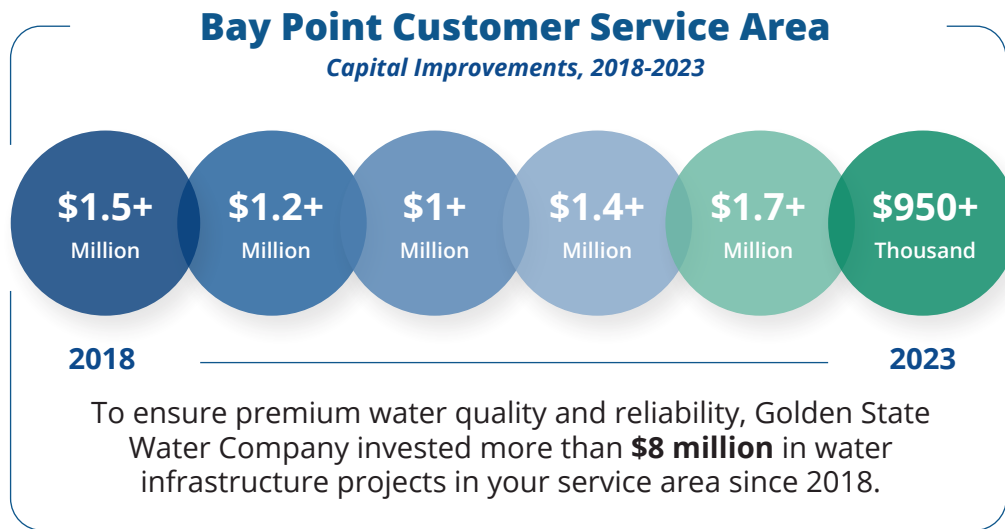 Bay Point Customer Service Area
Capital Improvements, 2018-2023
$1.5+ $1.2+ $1+ $1.4+ $1.7+ $950+
Million Million Million Million Million Thousand
2018 2023
To ensure premium water quality and reliability, Golden State
Water Company invested more than $8 million in water
infrastructure projects in your service area since 2018.